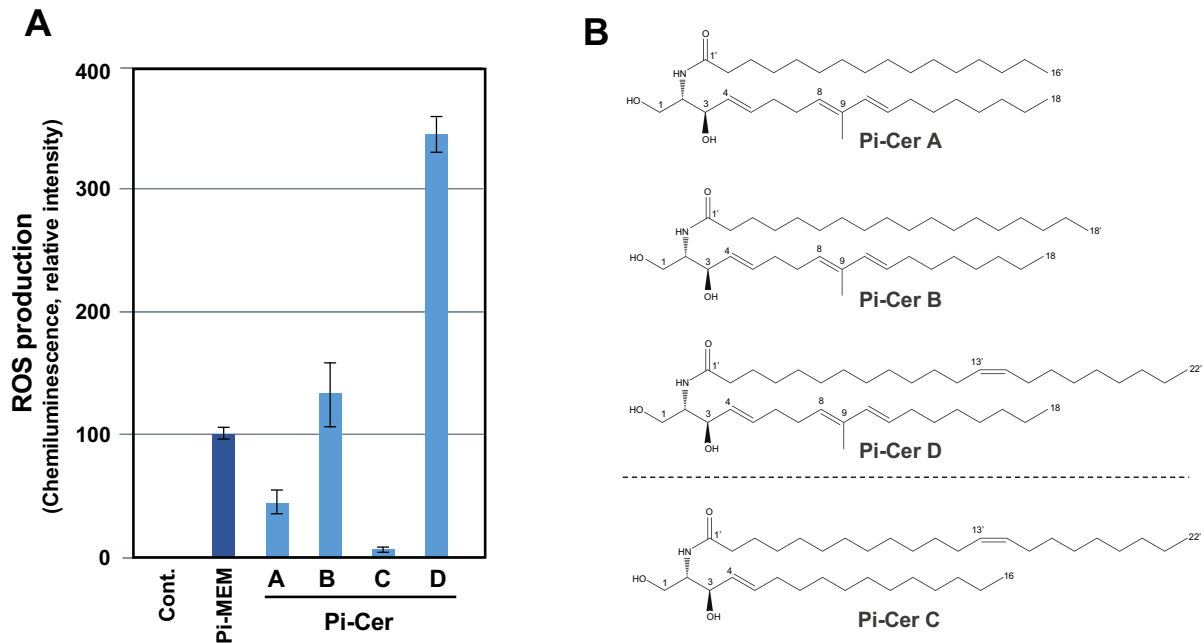 A
ROS production
(Chemiluminescence, relative intensity)
400
300
200
100
0
Cont.
Pi-MEM
A
B
C
D
Pi-Cer
B
O
1'
HN
16'
HO
1
3
4
8
9
18
OH
Pi-Cer A
O
1'
HN
18'
HO
1
3
4
8
9
18
OH
Pi-Cer B
O
1'
13'
22'
HN
HO
1
3
4
8
9
18
OH
Pi-Cer D
O
1'
13'
22'
HN
HO
1
3
4
16
OH
Pi-Cer C